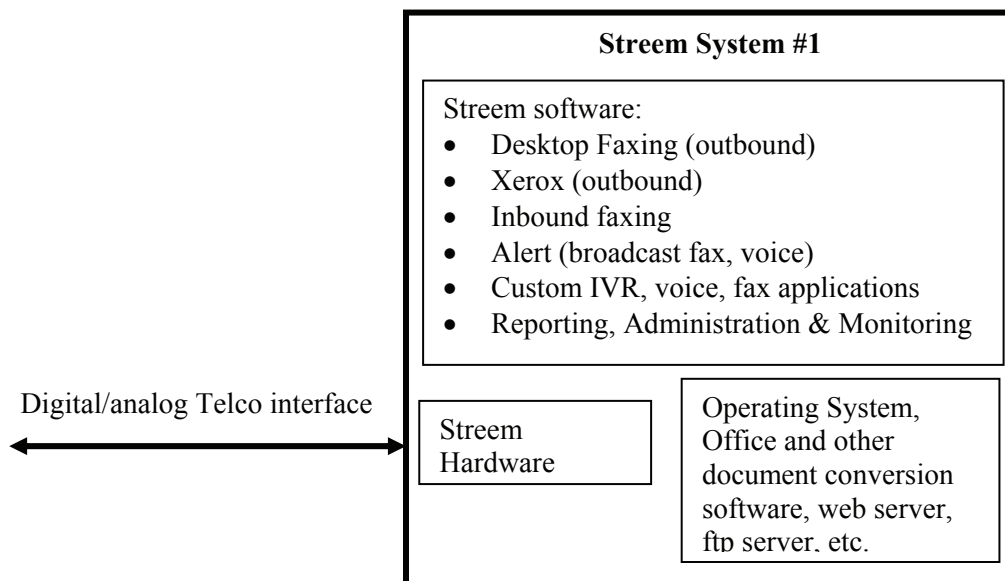 Streem System #1
Streem software:
• Desktop Faxing (outbound)
• Xerox (outbound)
• Inbound faxing
• Alert (broadcast fax, voice)
• Custom IVR, voice, fax applications
• Reporting, Administration & Monitoring
Digital/analog Telco interface
Streem
Hardware
Operating System,
Office and other
document conversion
software, web server,
ftp server, etc.